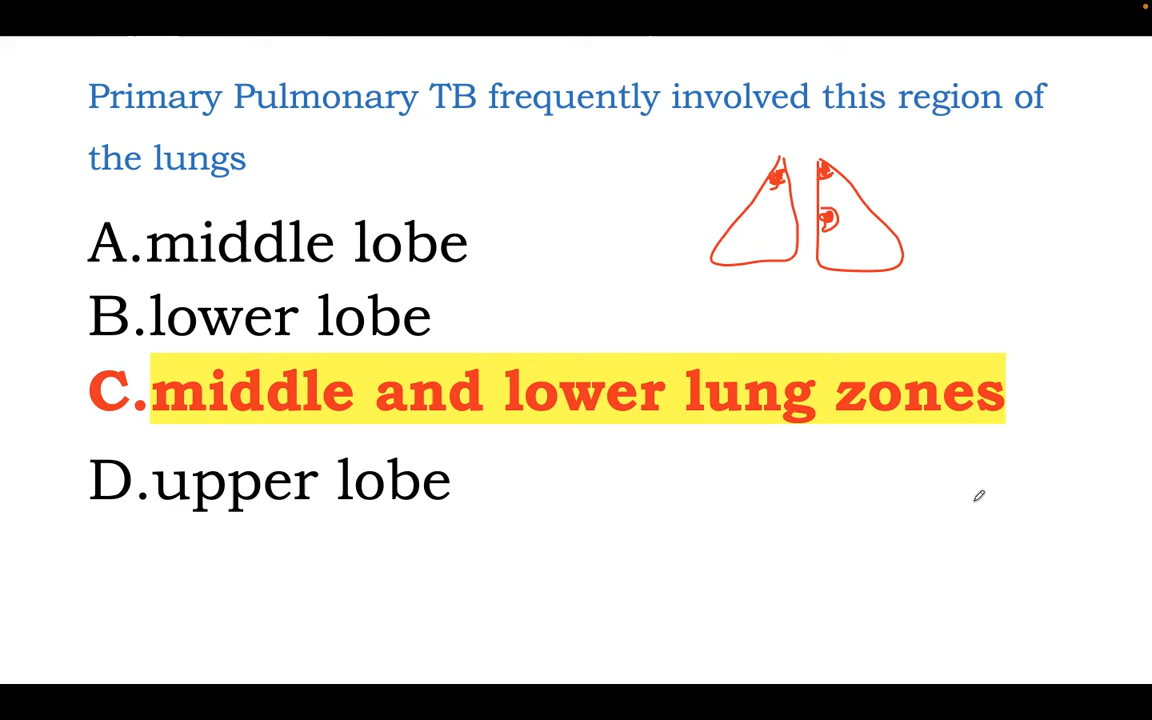 Primary Pulmonary TB frequently involved this region of
the lungs
A.middle lobe
B.lower lobe
C.middle and lower lung zones
D.upper lobe